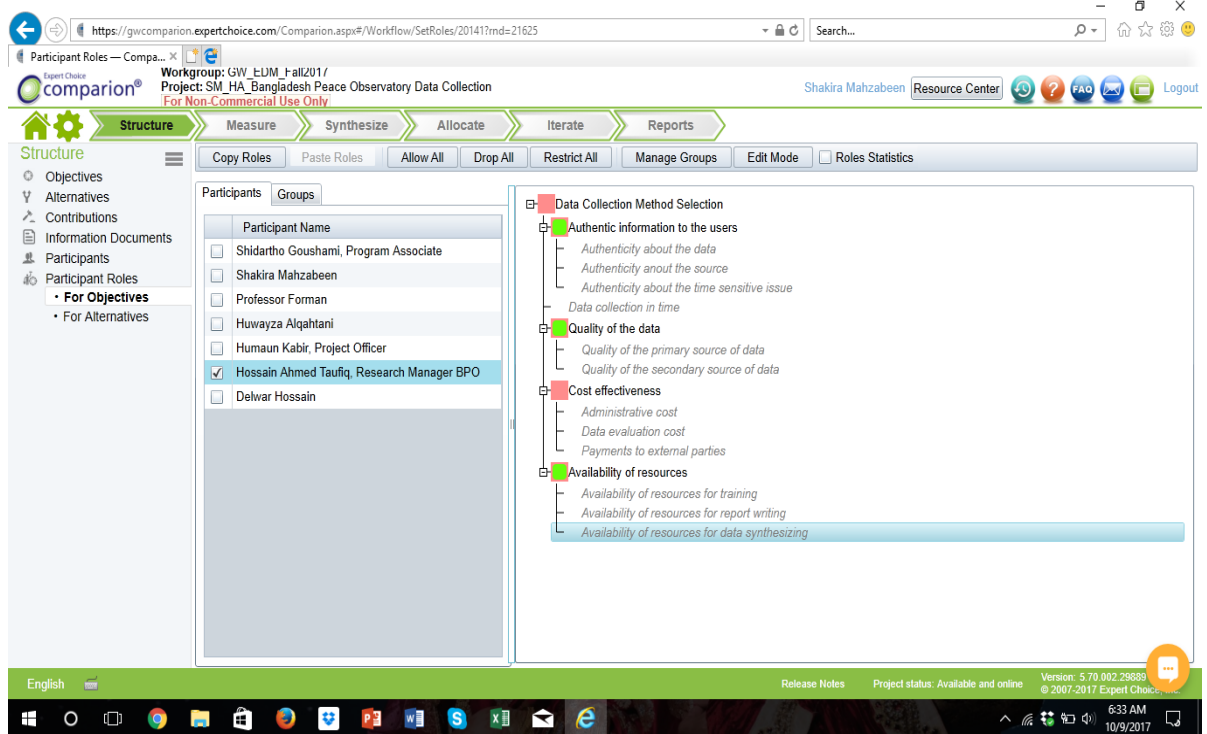 https://gwcomparion.expertchoice.com/Comparion.aspx#/Workflow/SetRoles/20141?rnd=21625
Search...
Participant Roles — Compa...
Expert Choice
comparion®
Workgroup: GW_EDM_Fall2017
Project: SM_HA_Bangladesh Peace Observatory Data Collection
For Non-Commercial Use Only
Shakira Mahzabeen
Resource Center
FAQ
Logout
Structure
Measure
Synthesize
Allocate
Iterate
Reports
Structure
Objectives
Alternatives
Contributions
Information Documents
Participants
Participant Roles
• For Objectives
• For Alternatives
Copy Roles
Paste Roles
Allow All
Drop All
Restrict All
Manage Groups
Edit Mode
Roles Statistics
Participants
Groups
Participant Name
Shidartho Goushami, Program Associate
Shakira Mahzabeen
Professor Forman
Huwayza Alqahtani
Humaun Kabir, Project Officer
Hossain Ahmed Taufiq, Research Manager BPO
Delwar Hossain
Data Collection Method Selection
Authentic information to the users
Authenticity about the data
Authenticity anout the source
Authenticity about the time sensitive issue
Data collection in time
Quality of the data
Quality of the primary source of data
Quality of the secondary source of data
Cost effectiveness
Administrative cost
Data evaluation cost
Payments to external parties
Availability of resources
Availability of resources for training
Availability of resources for report writing
Availability of resources for data synthesizing
English
Release Notes
Project status: Available and online
Version: 5.70.002.29889
© 2007-2017 Expert Choice,
6:33 AM
10/9/2017